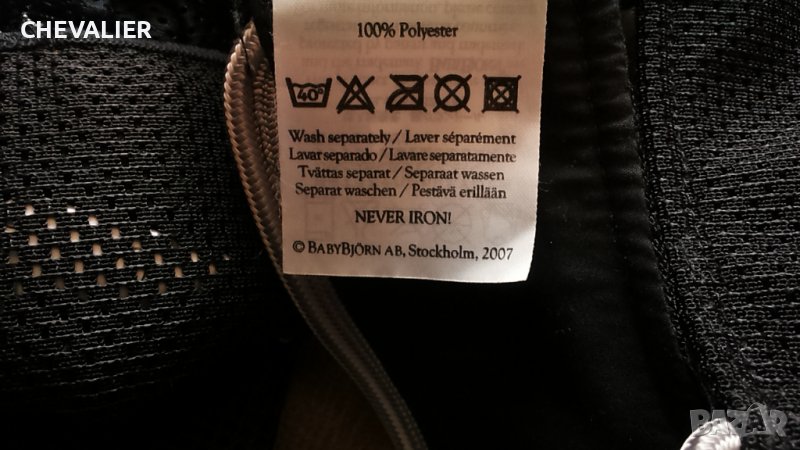 CHEVALIER
100% Polyester
40°
Wash separately / Laver séparément
Lavar separado / Lavare separatamente
Tvättas separat / Separaat wassen
Separat waschen / Pestävä erillään
NEVER IRON!
© BABYBJÖRN AB, Stockholm, 2007
BAZAR